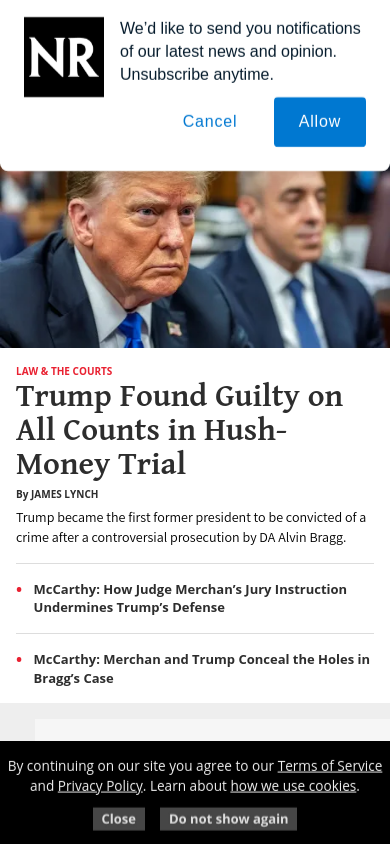 NR
We’d like to send you notifications
of our latest news and opinion.
Unsubscribe anytime.
Cancel
Allow
LAW & THE COURTS
Trump Found Guilty on
All Counts in Hush-
Money Trial
By JAMES LYNCH
Trump became the first former president to be convicted of a
crime after a controversial prosecution by DA Alvin Bragg.
McCarthy: How Judge Merchan’s Jury Instruction
Undermines Trump’s Defense
McCarthy: Merchan and Trump Conceal the Holes in
Bragg’s Case
By continuing on our site you agree to our Terms of Service
and Privacy Policy. Learn about how we use cookies.
Close
Do not show again